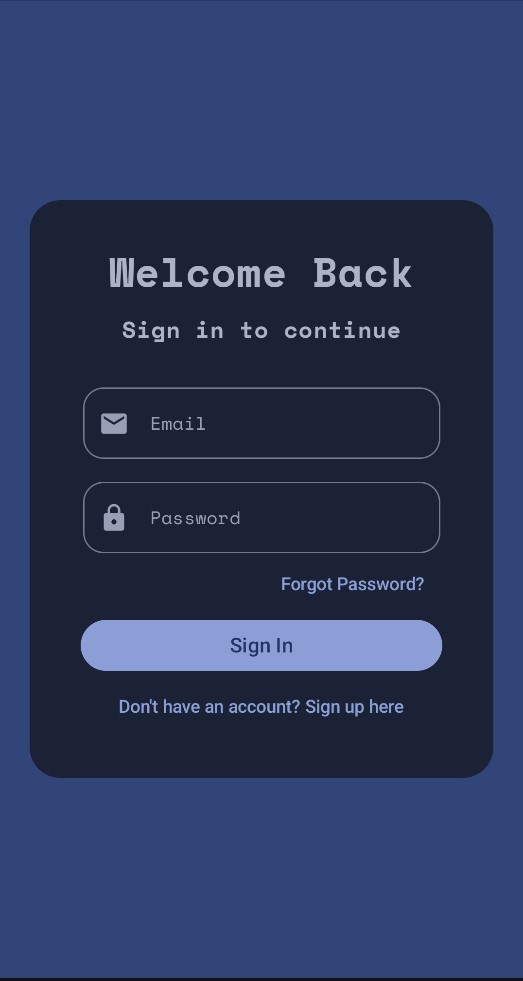 Welcome Back
Sign in to continue
Email
Password
Forgot Password?
Sign In
Don't have an account? Sign up here